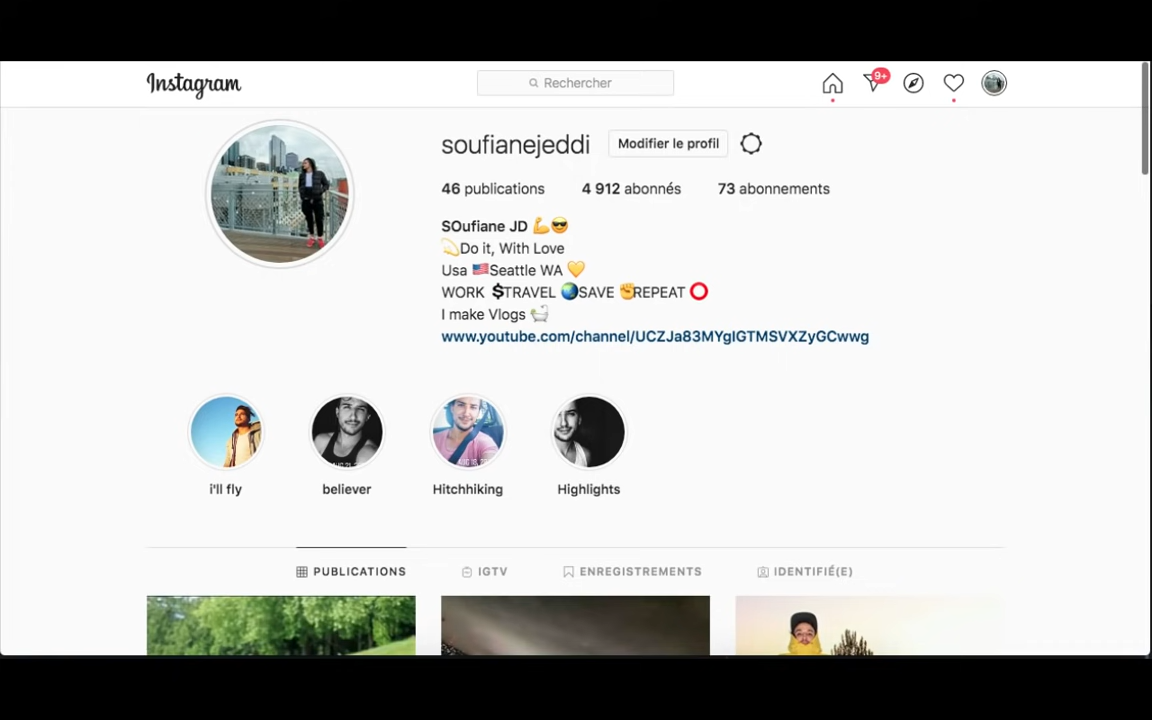 Instagram
Rechercher
9+
soufianejeddi Modifier le profil
46 publications 4 912 abonnés 73 abonnements
SOufiane JD 💪😎
💫Do it, With Love
Usa 🇺🇸Seattle WA 💛
WORK 💲TRAVEL 🌍SAVE ✊REPEAT ⭕
I make Vlogs 🛀
www.youtube.com/channel/UCZJa83MYgIGTMSVXZyGCwwg
i'll fly believer Hitchhiking Highlights
PUBLICATIONS IGTV ENREGISTREMENTS IDENTIFIÉ(E)